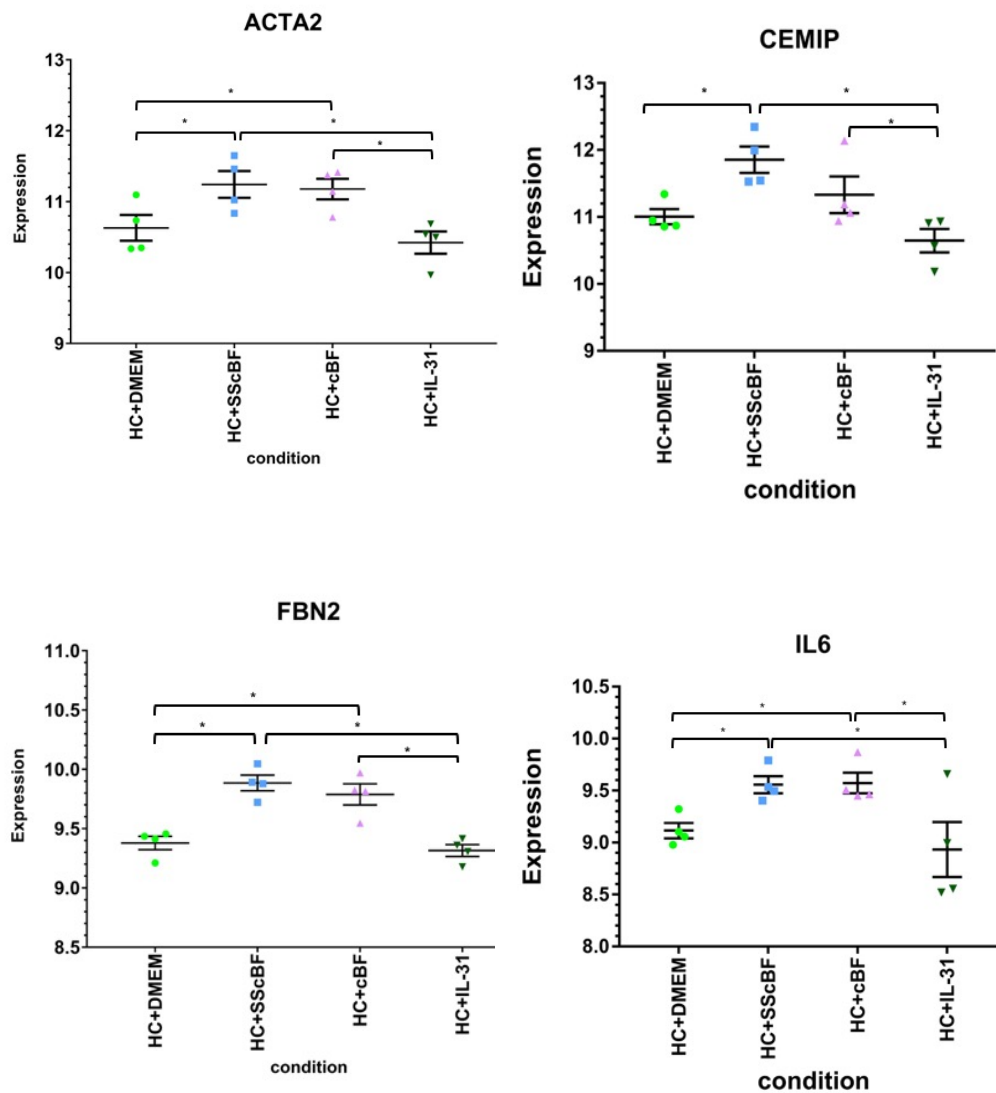 ACTA2
13
12
11
10
9
Expression
* * * *
HC+DMEM
HC+SScBF
HC+cBF
HC+IL-31
condition
CEMIP
13
12
11
10
9
Expression
* * *
HC+DMEM
HC+SScBF
HC+cBF
HC+IL-31
condition
FBN2
11.0
10.5
10.0
9.5
9.0
8.5
Expression
* * * *
HC+DMEM
HC+SScBF
HC+cBF
HC+IL-31
condition
IL6
10.5
10.0
9.5
9.0
8.5
8.0
Expression
* * * *
HC+DMEM
HC+SScBF
HC+cBF
HC+IL-31
condition